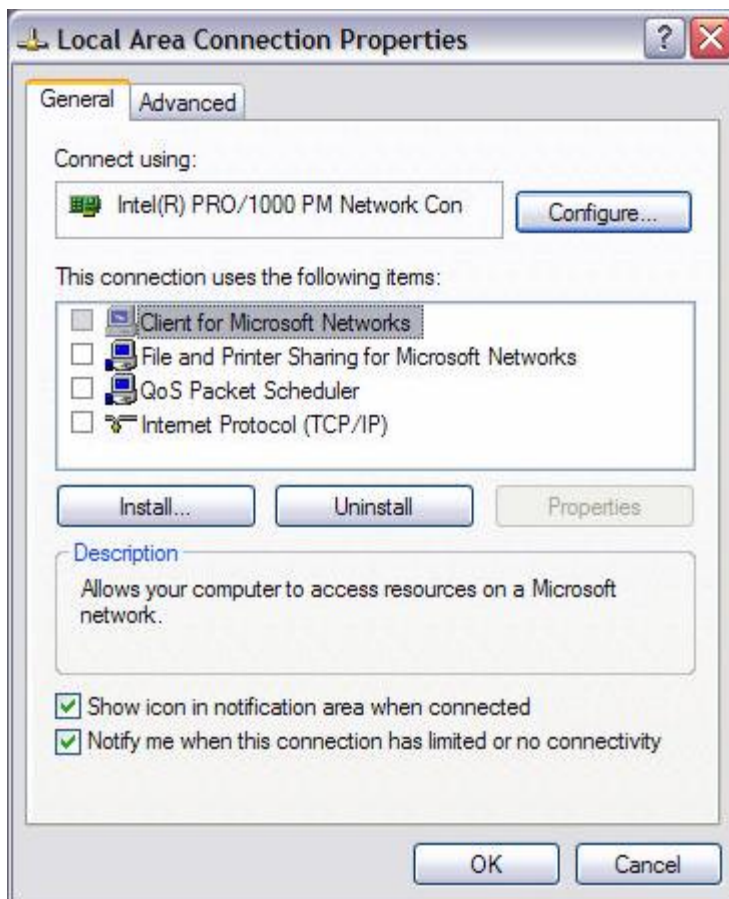 Local Area Connection Properties
General Advanced
Connect using:
Intel(R) PRO/1000 PM Network Con
Configure...
This connection uses the following items:
Client for Microsoft Networks
File and Printer Sharing for Microsoft Networks
QoS Packet Scheduler
Internet Protocol (TCP/IP)
Install... Uninstall Properties
Description
Allows your computer to access resources on a Microsoft
network.
Show icon in notification area when connected
Notify me when this connection has limited or no connectivity
OK Cancel